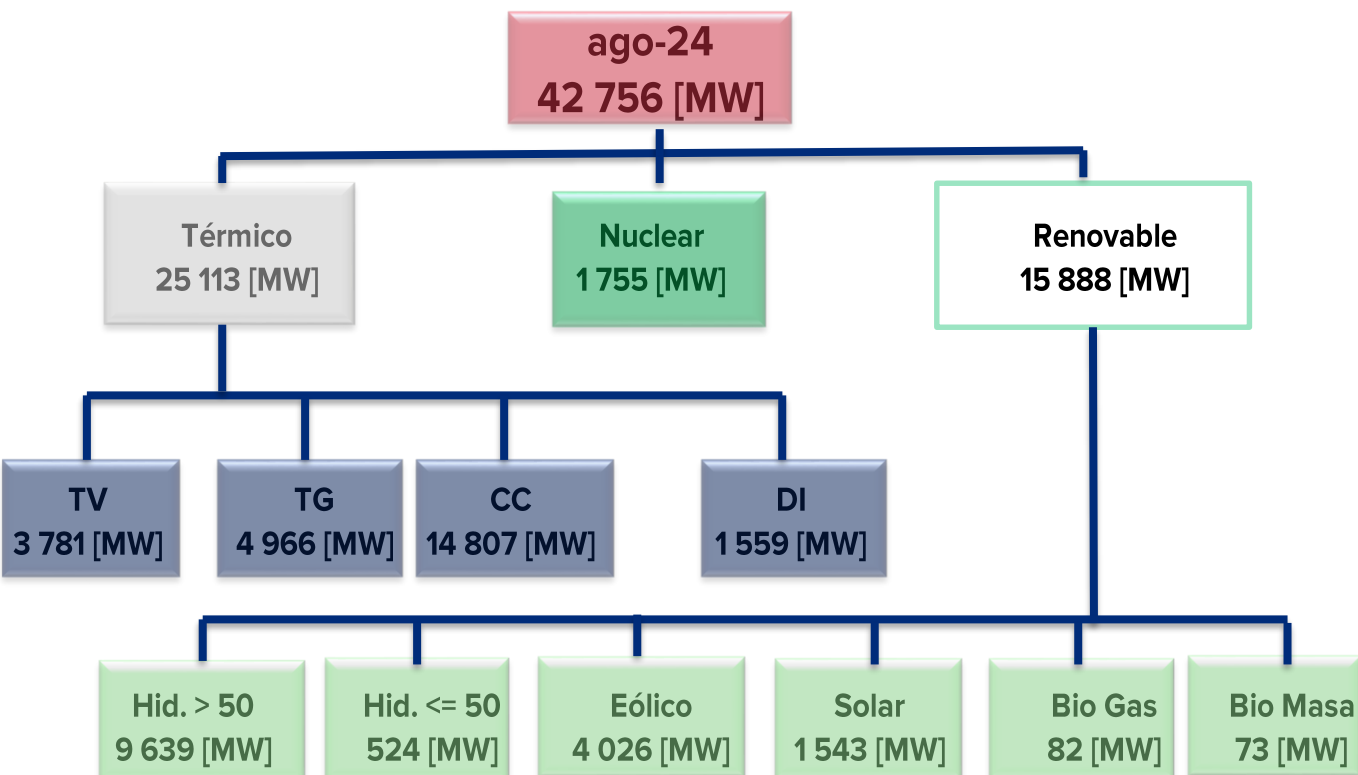 ago-24
42 756 [MW]
Térmico
25 113 [MW]
Nuclear
1 755 [MW]
Renovable
15 888 [MW]
TV
3 781 [MW]
TG
4 966 [MW]
CC
14 807 [MW]
DI
1 559 [MW]
Hid. > 50
9 639 [MW]
Hid. <= 50
524 [MW]
Eólico
4 026 [MW]
Solar
1 543 [MW]
Bio Gas
82 [MW]
Bio Masa
73 [MW]